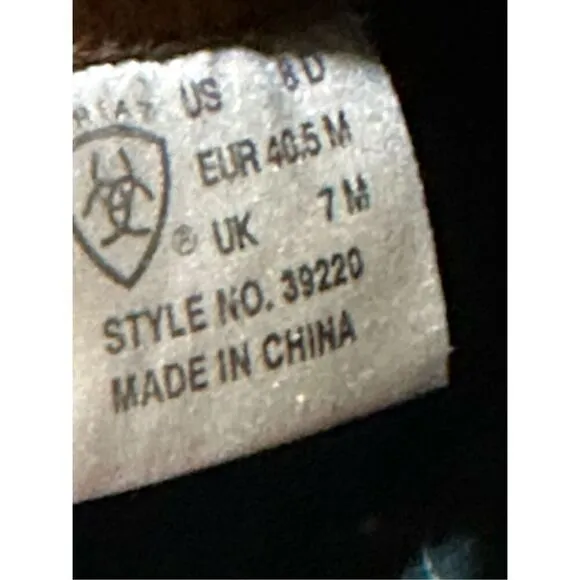 US 8 D
EUR 40.5 M
® UK 7 M
STYLE NO. 39220
MADE IN CHINA